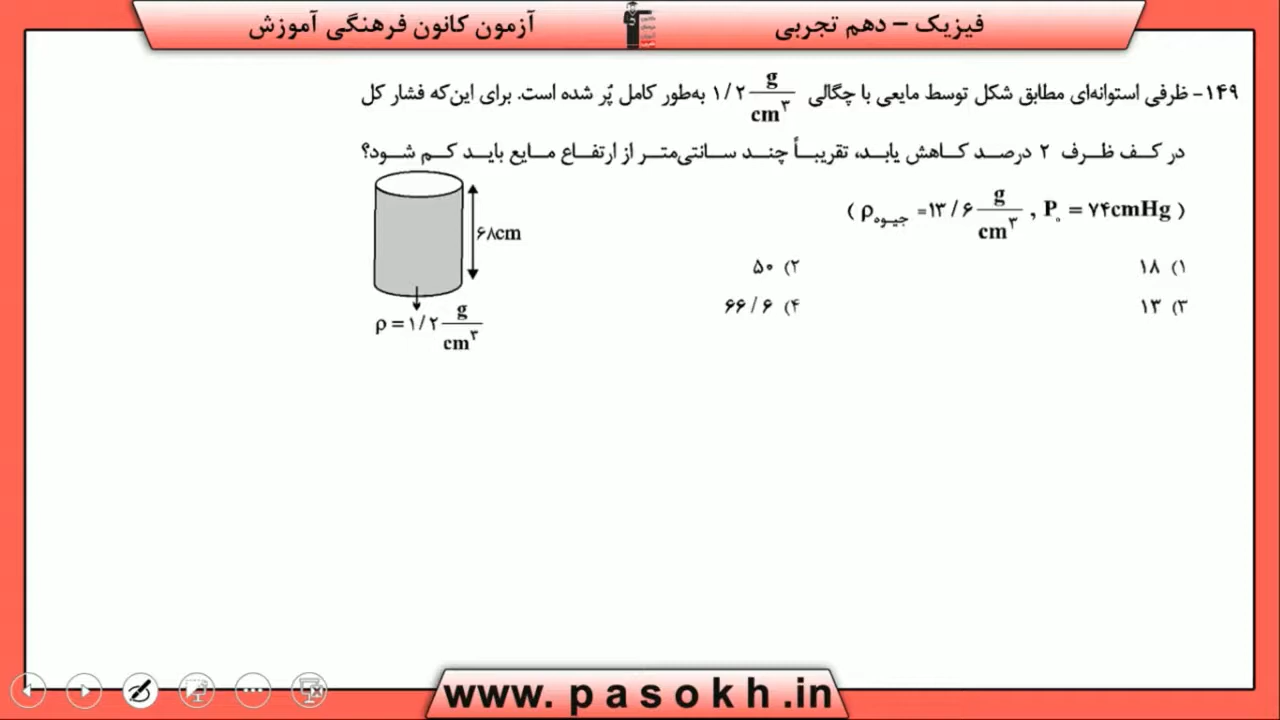 فیزیک – دهم تجربی
آزمون کانون فرهنگی آموزش
۱۴۹- ظرفی استوانه‌ای مطابق شکل توسط مایعی با چگالی ۱/۲ g/cm³ به‌طور کامل پُر شده است. برای این‌که فشار کل
در کف ظرف ۲ درصد کاهش یابد، تقریباً چند سانتی‌متر از ارتفاع مایع باید کم شود؟
(ρجیوه = ۱۳/۶ g/cm³ , P۰ = ۷۴cmHg)
۱) ۱۸
۲) ۵۰
۳) ۱۳
۴) ۶۶/۶
۶۸cm
ρ = ۱/۲ g/cm³
www.pasokh.in